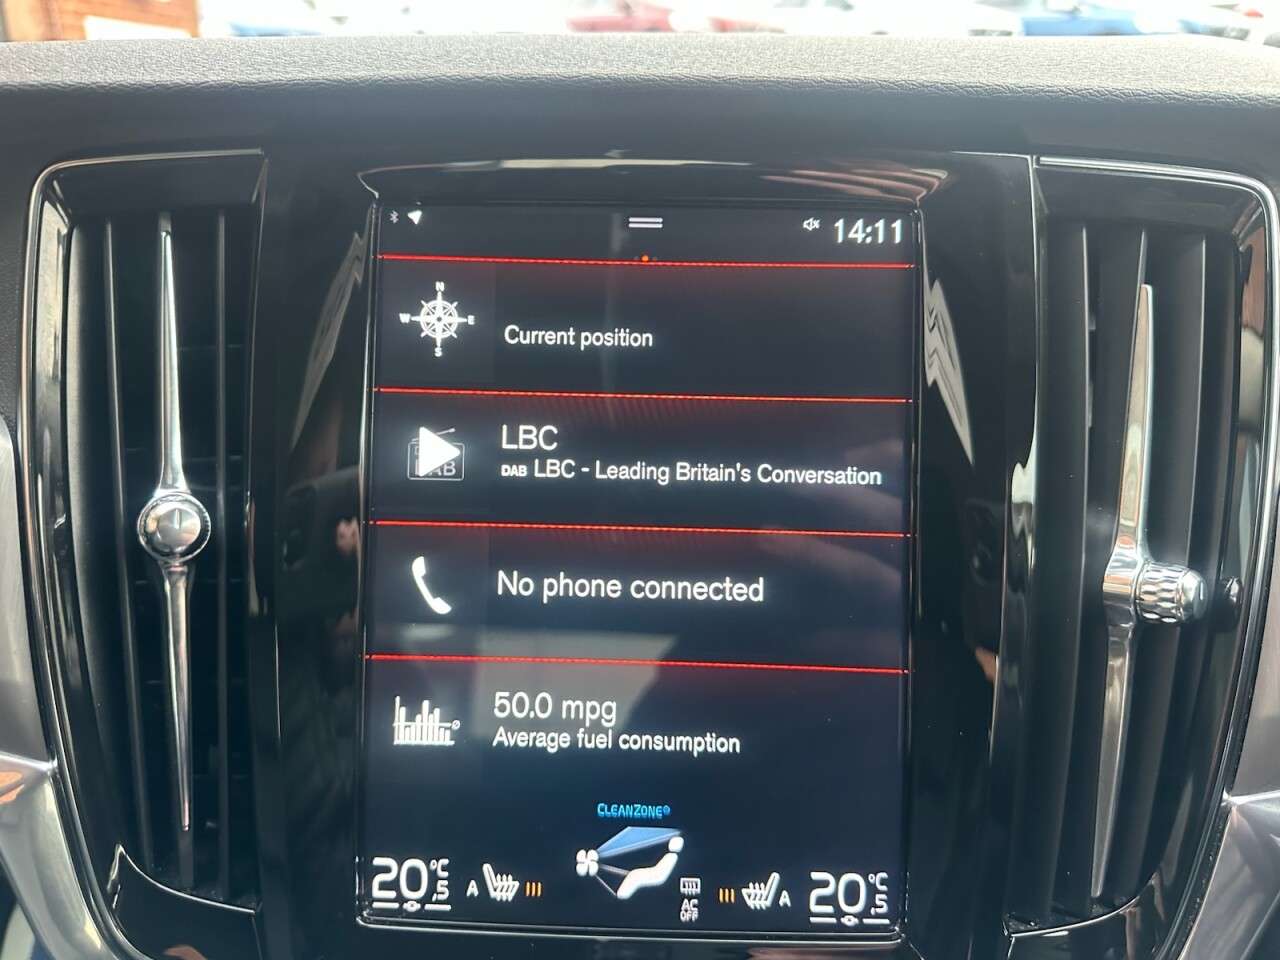 14:11
N
W E
S
Current position
DAB
LBC
DAB LBC - Leading Britain's Conversation
No phone connected
50.0 mpg
Average fuel consumption
CLEANZONE®
20,5 °C A
AC
OFF
A 20,5 °C